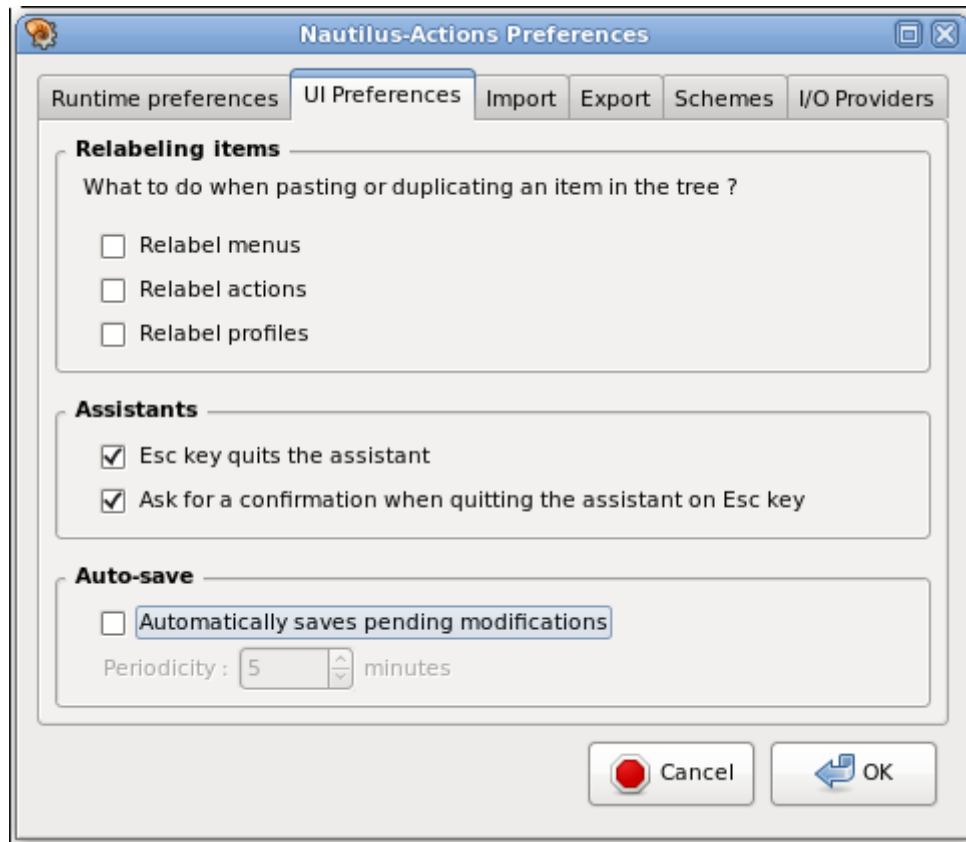 Nautilus-Actions Preferences
Runtime preferences UI Preferences Import Export Schemes I/O Providers
Relabeling items
What to do when pasting or duplicating an item in the tree ?
Relabel menus
Relabel actions
Relabel profiles
Assistants
Esc key quits the assistant
Ask for a confirmation when quitting the assistant on Esc key
Auto-save
Automatically saves pending modifications
Periodicity : 5 minutes
Cancel OK